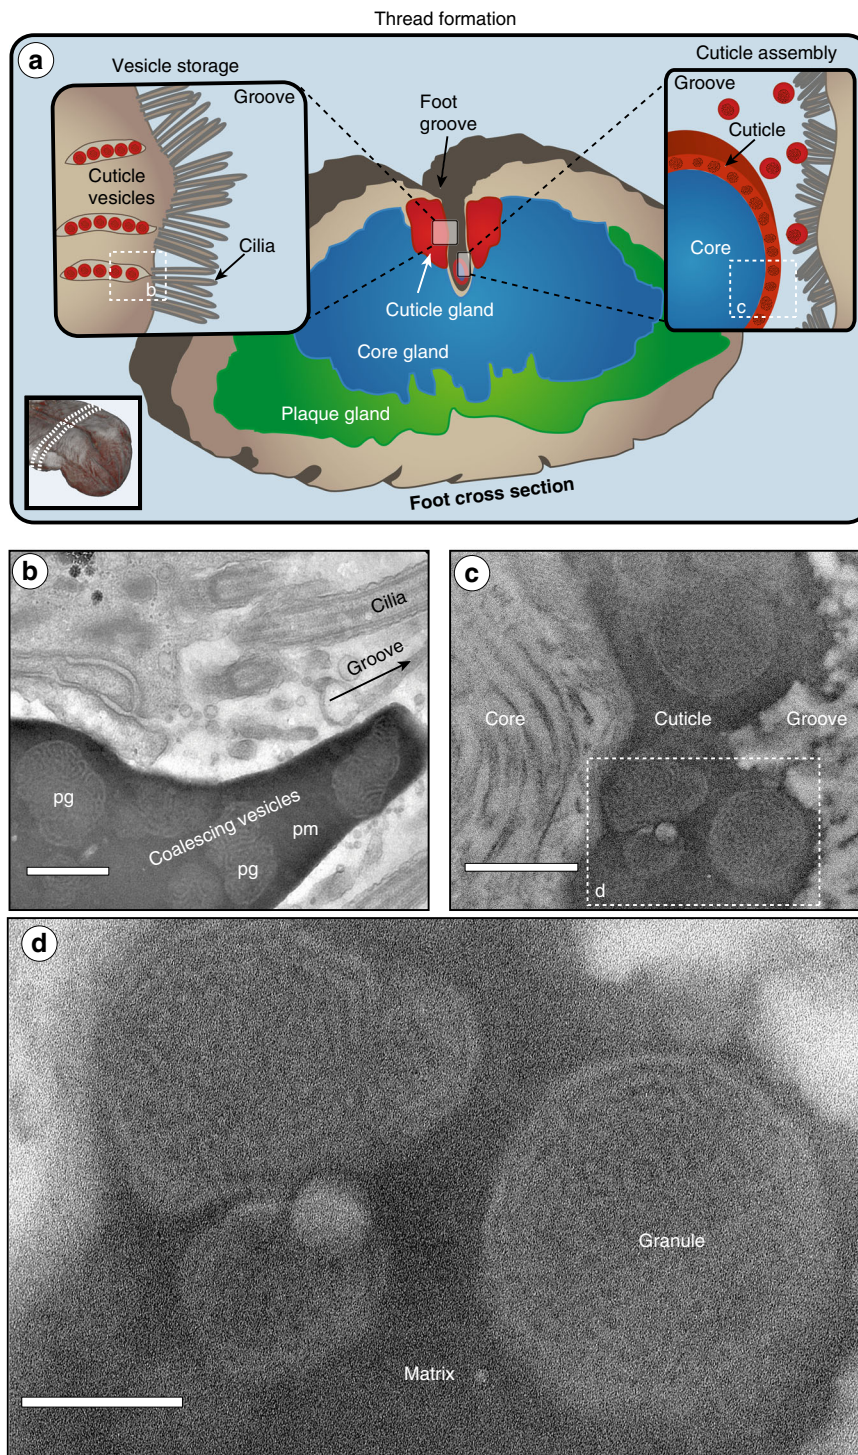 Thread formation
a
Vesicle storage
Groove
Cuticle
vesicles
Cilia
b
Foot
groove
Cuticle assembly
Groove
Cuticle
Core
c
Cuticle gland
Core gland
Plaque gland
Foot cross section
b
Cilia
Groove
pg
Coalescing vesicles
pm
pg
c
Core
Cuticle
Groove
d
d
Granule
Matrix